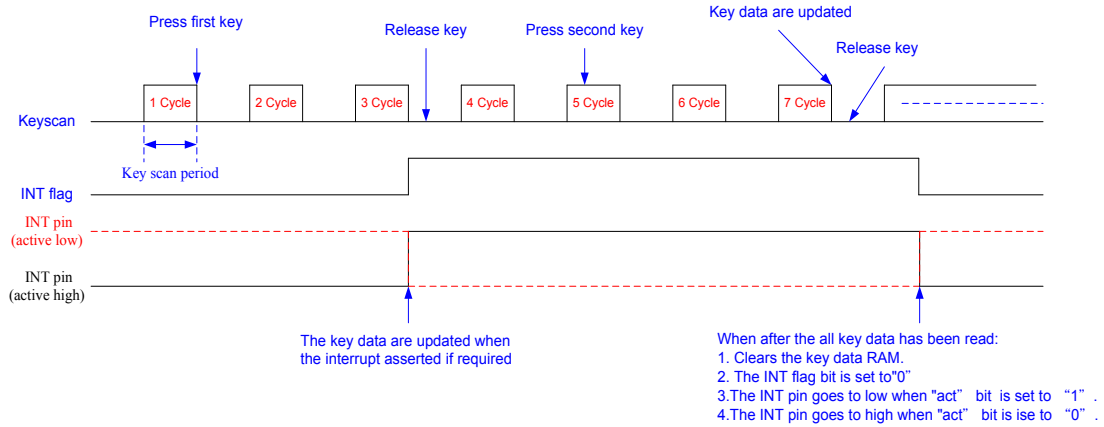 Key data are updated
Press first key
Release key
Press second key
Release key
1 Cycle
2 Cycle
3 Cycle
4 Cycle
5 Cycle
6 Cycle
7 Cycle
Keyscan
Key scan period
INT flag
INT pin
(active low)
INT pin
(active high)
The key data are updated when
the interrupt asserted if required
When after the all key data has been read:
1. Clears the key data RAM.
2. The INT flag bit is set to"0”
3.The INT pin goes to low when "act” bit is set to “1”.
4.The INT pin goes to high when "act” bit is ise to “0”.